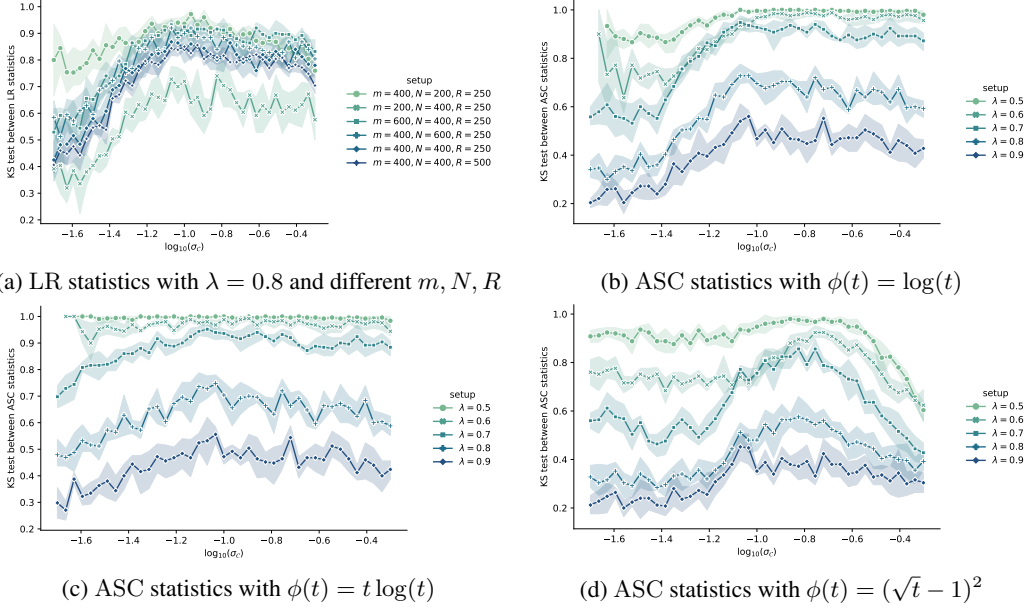 KS test between LR statistics
1.0
0.9
0.8
0.7
0.6
0.5
0.4
0.3
0.2
−1.6 −1.4 −1.2 −1.0 −0.8 −0.6 −0.4
log₁₀(σ_C)
setup
m = 400, N = 200, R = 250
m = 200, N = 400, R = 250
m = 600, N = 400, R = 250
m = 400, N = 600, R = 250
m = 400, N = 400, R = 250
m = 400, N = 400, R = 500
(a) LR statistics with λ = 0.8 and different m, N, R
KS test between ASC statistics
1.0
0.8
0.6
0.4
0.2
−1.6 −1.4 −1.2 −1.0 −0.8 −0.6 −0.4
log₁₀(σ_C)
setup
λ = 0.5
λ = 0.6
λ = 0.7
λ = 0.8
λ = 0.9
(b) ASC statistics with ϕ(t) = log(t)
KS test between ASC statistics
1.0
0.9
0.8
0.7
0.6
0.5
0.4
0.3
0.2
−1.6 −1.4 −1.2 −1.0 −0.8 −0.6 −0.4
log₁₀(σ_C)
setup
λ = 0.5
λ = 0.6
λ = 0.7
λ = 0.8
λ = 0.9
(c) ASC statistics with ϕ(t) = t log(t)
KS test between ASC statistics
1.0
0.8
0.6
0.4
0.2
−1.6 −1.4 −1.2 −1.0 −0.8 −0.6 −0.4
log₁₀(σ_C)
setup
λ = 0.5
λ = 0.6
λ = 0.7
λ = 0.8
λ = 0.9
(d) ASC statistics with ϕ(t) = (√t − 1)²